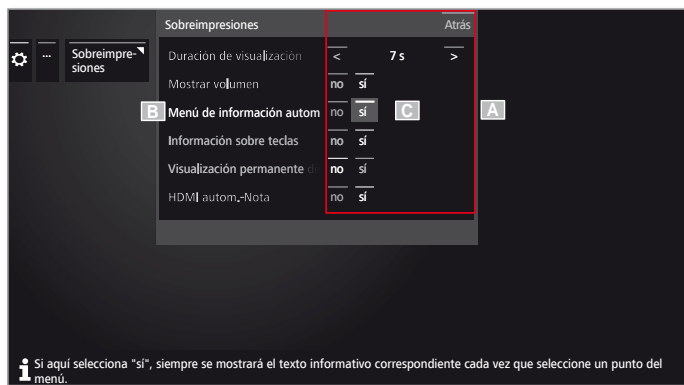 Sobreimpresiones Atrás
... Sobreimpre-
siones
Duración de visualización < 7 s >
Mostrar volumen no sí
B Menú de información autom no sí C A
Información sobre teclas no sí
Visualización permanente d no sí
HDMI autom.-Nota no sí
Si aquí selecciona "sí", siempre se mostrará el texto informativo correspondiente cada vez que seleccione un punto del
menú.